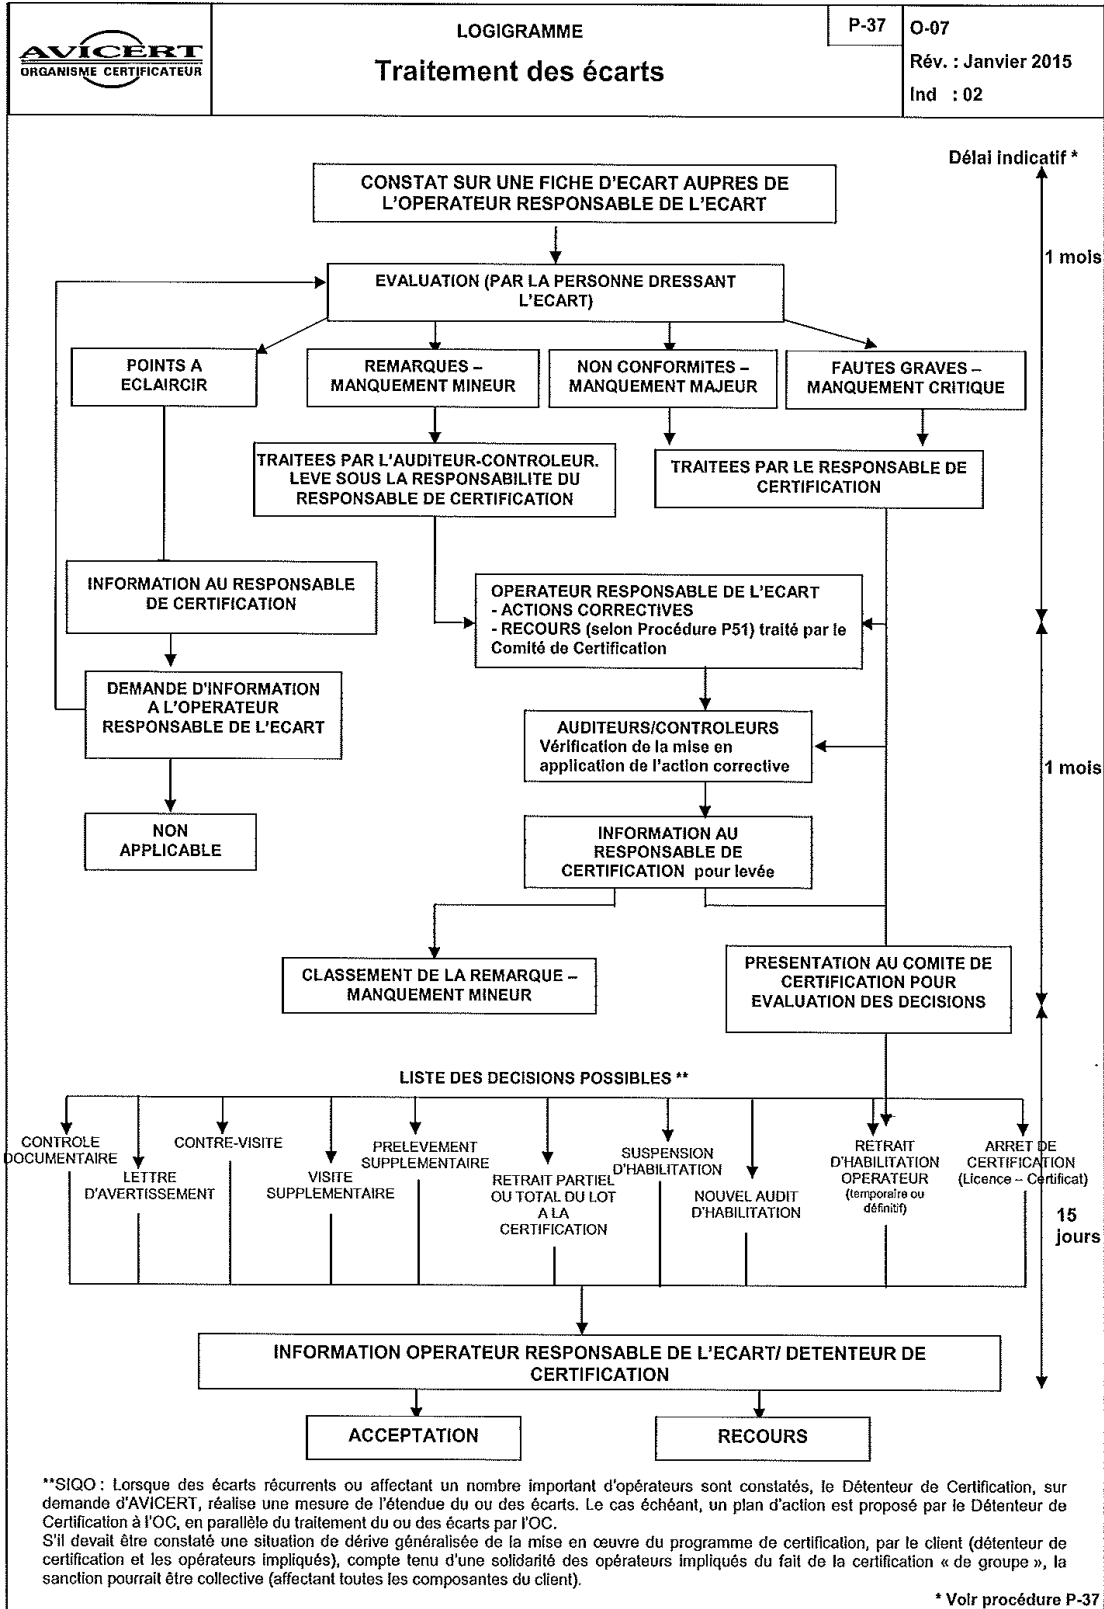 AVICERT
ORGANISME CERTIFICATEUR
LOGIGRAMME
Traitement des écarts
P-37
O-07
Rév. : Janvier 2015
Ind : 02
Délai indicatif *
CONSTAT SUR UNE FICHE D'ECART AUPRES DE
L'OPERATEUR RESPONSABLE DE L'ECART
1 mois
EVALUATION (PAR LA PERSONNE DRESSANT
L'ECART)
POINTS A
ECLAIRCIR
REMARQUES –
MANQUEMENT MINEUR
NON CONFORMITES –
MANQUEMENT MAJEUR
FAUTES GRAVES –
MANQUEMENT CRITIQUE
TRAITEES PAR L'AUDITEUR-CONTROLEUR.
LEVE SOUS LA RESPONSABILITE DU
RESPONSABLE DE CERTIFICATION
TRAITEES PAR LE RESPONSABLE DE
CERTIFICATION
INFORMATION AU RESPONSABLE
DE CERTIFICATION
OPERATEUR RESPONSABLE DE L'ECART
- ACTIONS CORRECTIVES
- RECOURS (selon Procédure P51) traité par le
Comité de Certification
DEMANDE D'INFORMATION
A L'OPERATEUR
RESPONSABLE DE L'ECART
AUDITEURS/CONTROLEURS
Vérification de la mise en
application de l'action corrective
1 mois
NON
APPLICABLE
INFORMATION AU
RESPONSABLE DE
CERTIFICATION pour levée
CLASSEMENT DE LA REMARQUE –
MANQUEMENT MINEUR
PRESENTATION AU COMITE DE
CERTIFICATION POUR
EVALUATION DES DECISIONS
LISTE DES DECISIONS POSSIBLES **
CONTROLE
DOCUMENTAIRE
LETTRE
D'AVERTISSEMENT
CONTRE-VISITE
VISITE
SUPPLEMENTAIRE
PRELEVEMENT
SUPPLEMENTAIRE
RETRAIT PARTIEL
OU TOTAL DU LOT
A LA
CERTIFICATION
SUSPENSION
D'HABILITATION
NOUVEL AUDIT
D'HABILITATION
RETRAIT
D'HABILITATION
OPERATEUR
(temporaire ou
définitif)
ARRET DE
CERTIFICATION
(Licence – Certificat)
15
jours
INFORMATION OPERATEUR RESPONSABLE DE L'ECART/ DETENTEUR DE
CERTIFICATION
ACCEPTATION
RECOURS
**SIQO : Lorsque des écarts récurrents ou affectant un nombre important d'opérateurs sont constatés, le Détenteur de Certification, sur
demande d'AVICERT, réalise une mesure de l'étendue du ou des écarts. Le cas échéant, un plan d'action est proposé par le Détenteur de
Certification à l'OC, en parallèle du traitement du ou des écarts par l'OC.
S'il devait être constaté une situation de dérive généralisée de la mise en œuvre du programme de certification, par le client (détenteur de
certification et les opérateurs impliqués), compte tenu d'une solidarité des opérateurs impliqués du fait de la certification « de groupe », la
sanction pourrait être collective (affectant toutes les composantes du client).
* Voir procédure P-37